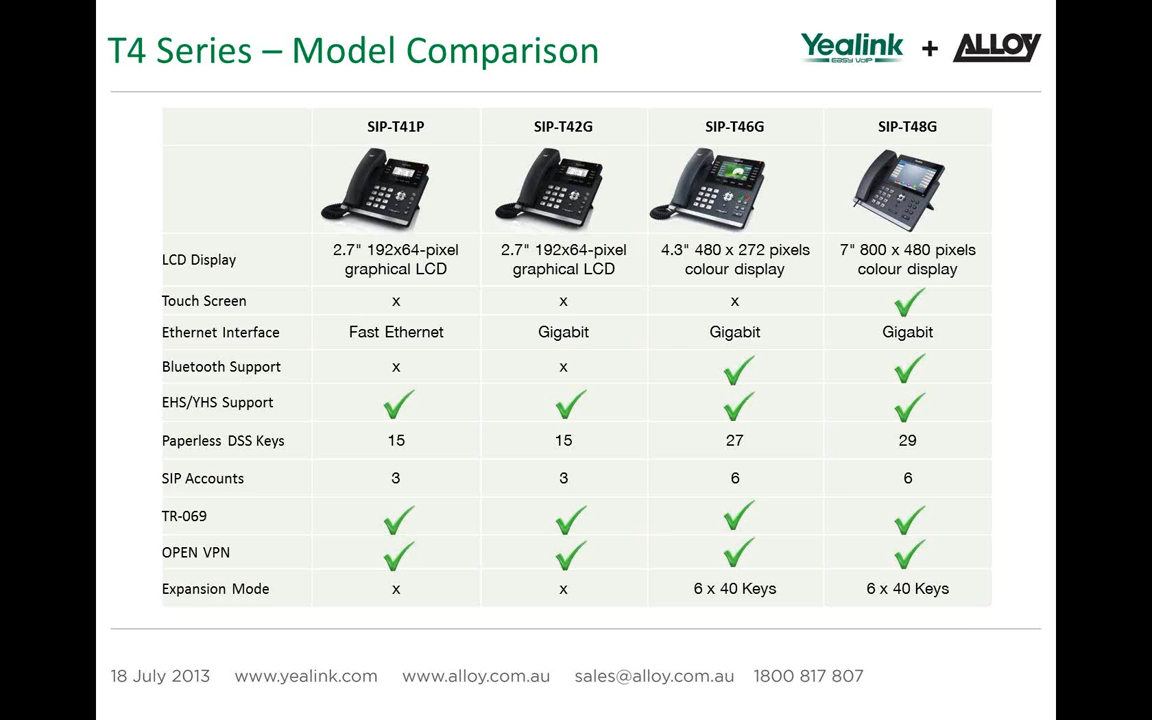 T4 Series – Model Comparison
Yealink + ALLOY
EASY VoIP
SIP-T41P SIP-T42G SIP-T46G SIP-T48G
LCD Display 2.7" 192x64-pixel graphical LCD 2.7" 192x64-pixel graphical LCD 4.3" 480 x 272 pixels colour display 7" 800 x 480 pixels colour display
Touch Screen x x x
Ethernet Interface Fast Ethernet Gigabit Gigabit Gigabit
Bluetooth Support x x
EHS/YHS Support
Paperless DSS Keys 15 15 27 29
SIP Accounts 3 3 6 6
TR-069
OPEN VPN
Expansion Mode x x 6 x 40 Keys 6 x 40 Keys
18 July 2013 www.yealink.com www.alloy.com.au sales@alloy.com.au 1800 817 807